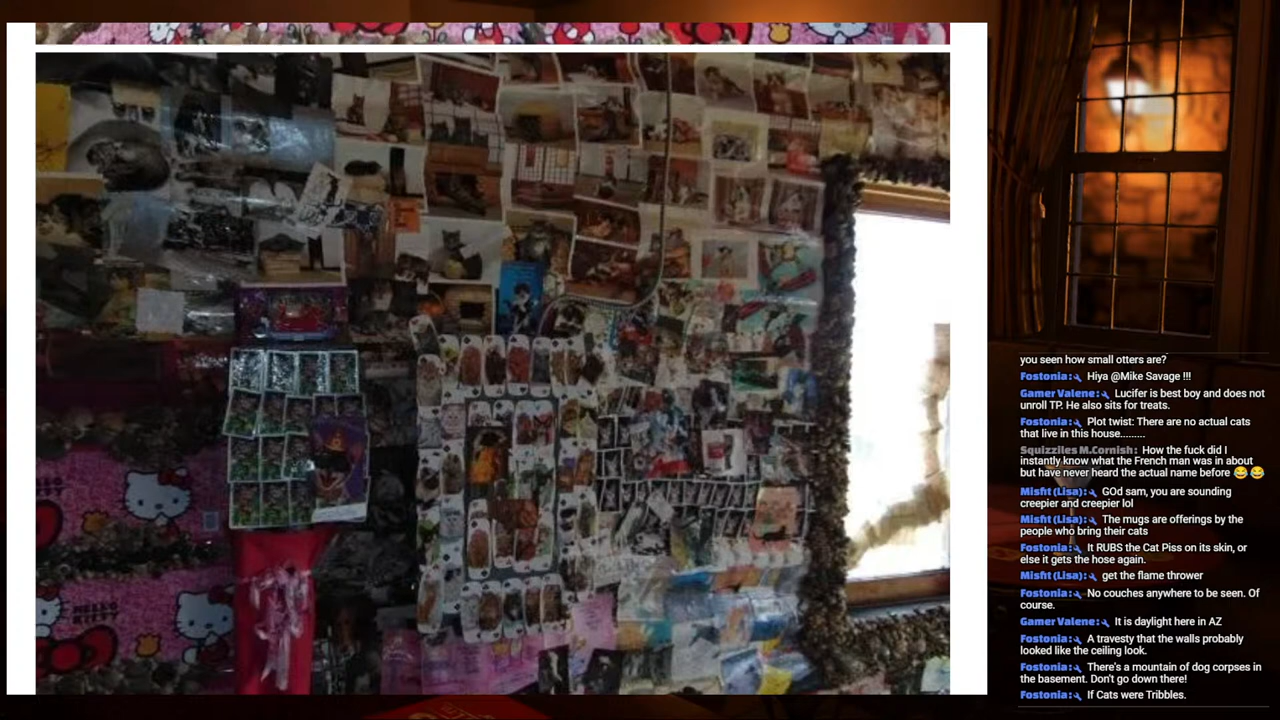 HELLO
KITTY
HELLO
KITTY
you seen how small otters are?
Fostonia: Hiya @Mike Savage !!!
Gamer Valene: Lucifer is best boy and does not
unroll TP. He also sits for treats.
Fostonia: Plot twist: There are no actual cats
that live in this house.........
Squizziles M.Cornish: How the fuck did I
instantly know what the French man was in about
but have never heard the actual name before 😂😂
Misfit (Lisa): GOd sam, you are sounding
creepier and creepier lol
Misfit (Lisa): The mugs are offerings by the
people who bring their cats
Fostonia: It RUBS the Cat Piss on its skin, or
else it gets the hose again.
Misfit (Lisa): get the flame thrower
Fostonia: No couches anywhere to be seen. Of
course.
Gamer Valene: It is daylight here in AZ
Fostonia: A travesty that the walls probably
looked like the ceiling look.
Fostonia: There's a mountain of dog corpses in
the basement. Don't go down there!
Fostonia: If Cats were Tribbles.